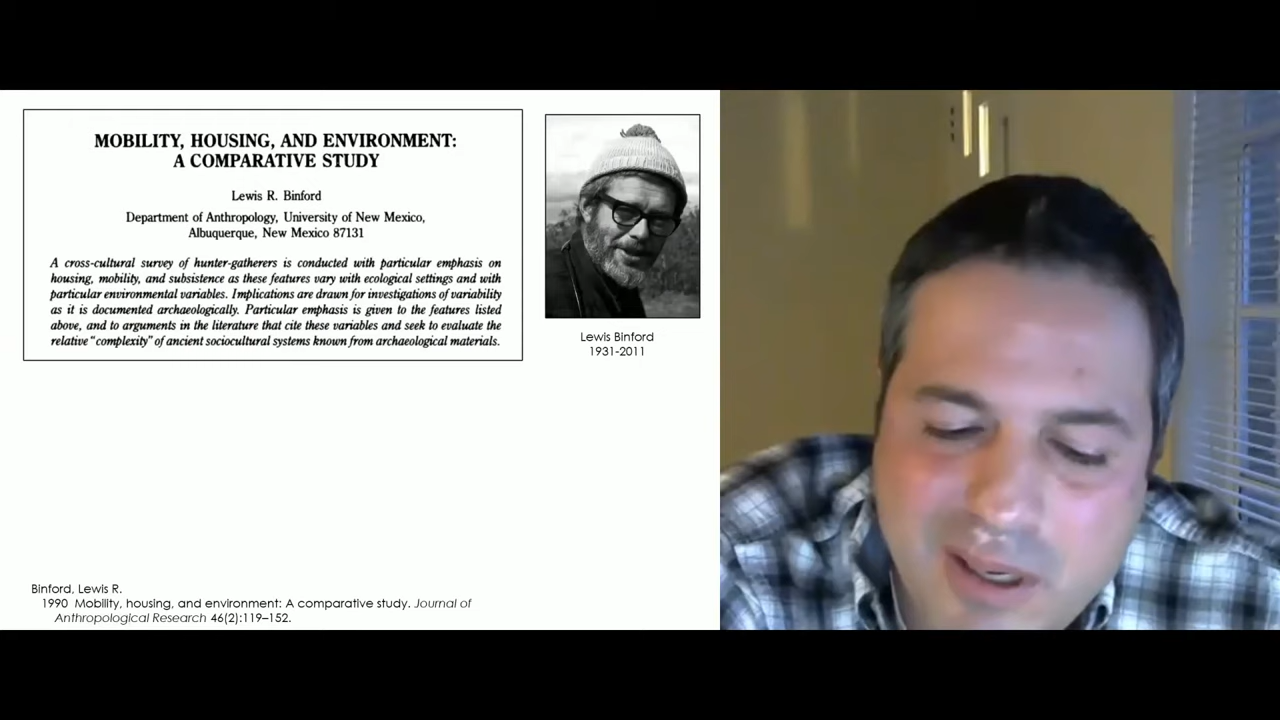 MOBILITY, HOUSING, AND ENVIRONMENT:
A COMPARATIVE STUDY
Lewis R. Binford
Department of Anthropology, University of New Mexico,
Albuquerque, New Mexico 87131
A cross-cultural survey of hunter-gatherers is conducted with particular emphasis on
housing, mobility, and subsistence as these features vary with ecological settings and with
particular environmental variables. Implications are drawn for investigations of variability
as it is documented archaeologically. Particular emphasis is given to the features listed
above, and to arguments in the literature that cite these variables and seek to evaluate the
relative "complexity" of ancient sociocultural systems known from archaeological materials.
Lewis Binford
1931-2011
Binford, Lewis R.
1990 Mobility, housing, and environment: A comparative study. Journal of
Anthropological Research 46(2):119–152.